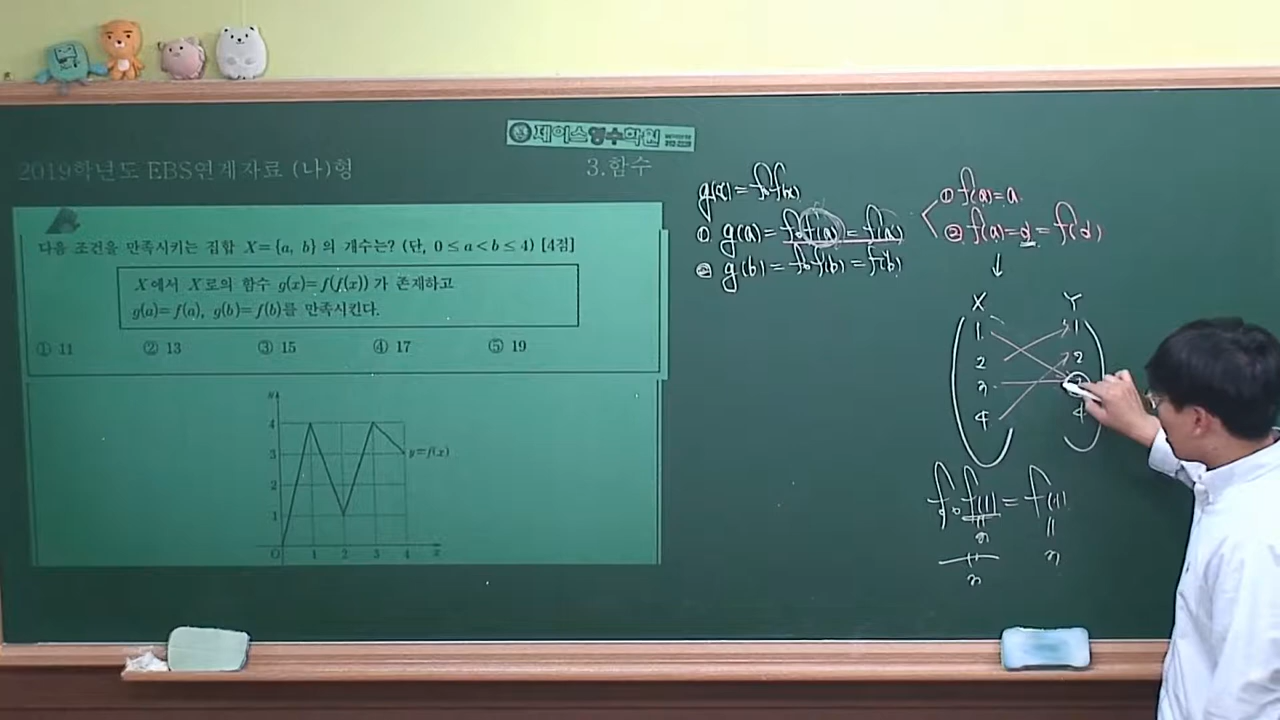 제이스영수학원
2019학년도 EBS연계자료 (나)형
3.함수
다음 조건을 만족시키는 집합 X={a, b}의 개수는? (단, 0≤a<b≤4) [4점]
X에서 X로의 함수 g(x)=f(f(x))가 존재하고
g(a)=f(a), g(b)=f(b)를 만족시킨다.
① 11 ② 13 ③ 15 ④ 17 ⑤ 19
y
4
3
2
1
O 1 2 3 4 x
y=f(x)
g(x)=f∘f(x)
① g(a)=f∘f(a)=f(a)
② g(b)=f∘f(b)=f(b)
① f(a)=a
② f(a)=d=f(d)
↓
X Y
1 1
2 2
3
4 4
f∘f(1)=f(1)